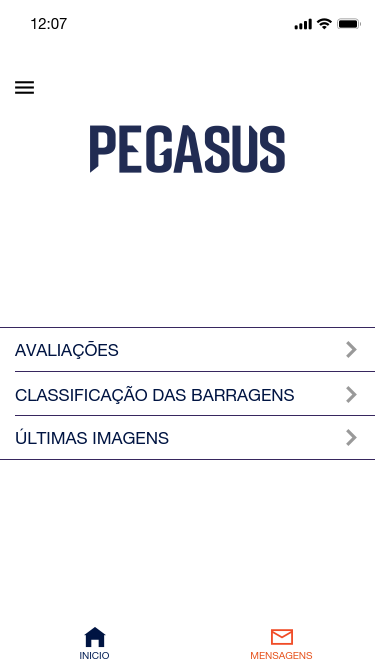 12:07
PEGASUS
AVALIAÇÕES
CLASSIFICAÇÃO DAS BARRAGENS
ÚLTIMAS IMAGENS
INICIO
MENSAGENS